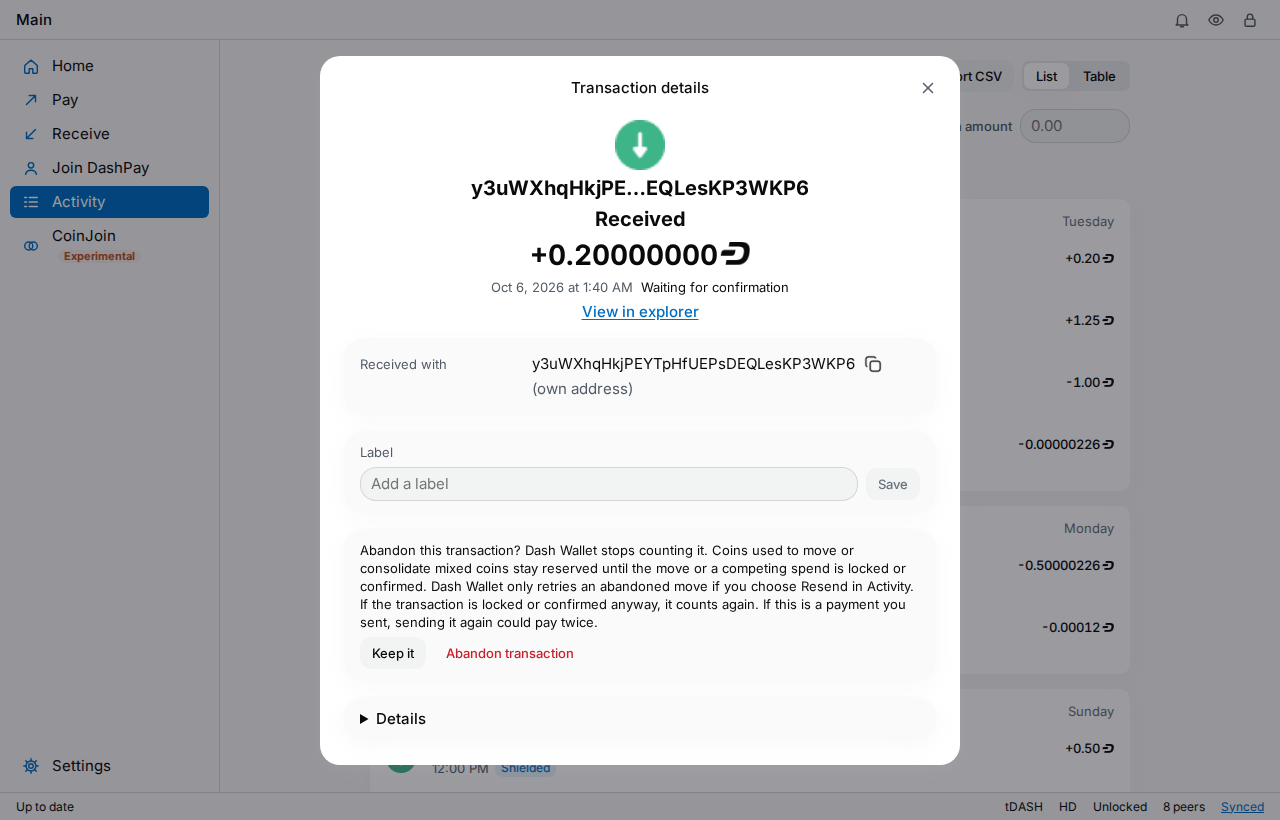 Main
Home
Pay
Receive
Join DashPay
Activity
CoinJoin
Experimental
Settings
CSV
List
Table
amount
0.00
Transaction details
y3uWXhqHkjPE...EQLesKP3WKP6
Received
+0.20000000
Oct 6, 2026 at 1:40 AM Waiting for confirmation
View in explorer
Received with
y3uWXhqHkjPEYTpHfUEPsDEQLesKP3WKP6
(own address)
Label
Add a label
Save
Abandon this transaction? Dash Wallet stops counting it. Coins used to move or
consolidate mixed coins stay reserved until the move or a competing spend is locked or
confirmed. Dash Wallet only retries an abandoned move if you choose Resend in Activity.
If the transaction is locked or confirmed anyway, it counts again. If this is a payment you
sent, sending it again could pay twice.
Keep it
Abandon transaction
Details
Tuesday
+0.20
+1.25
-1.00
-0.00000226
Monday
-0.50000226
-0.00012
Sunday
+0.50
12:00 PM Shielded
Up to date
tDASH
HD
Unlocked
8 peers
Synced